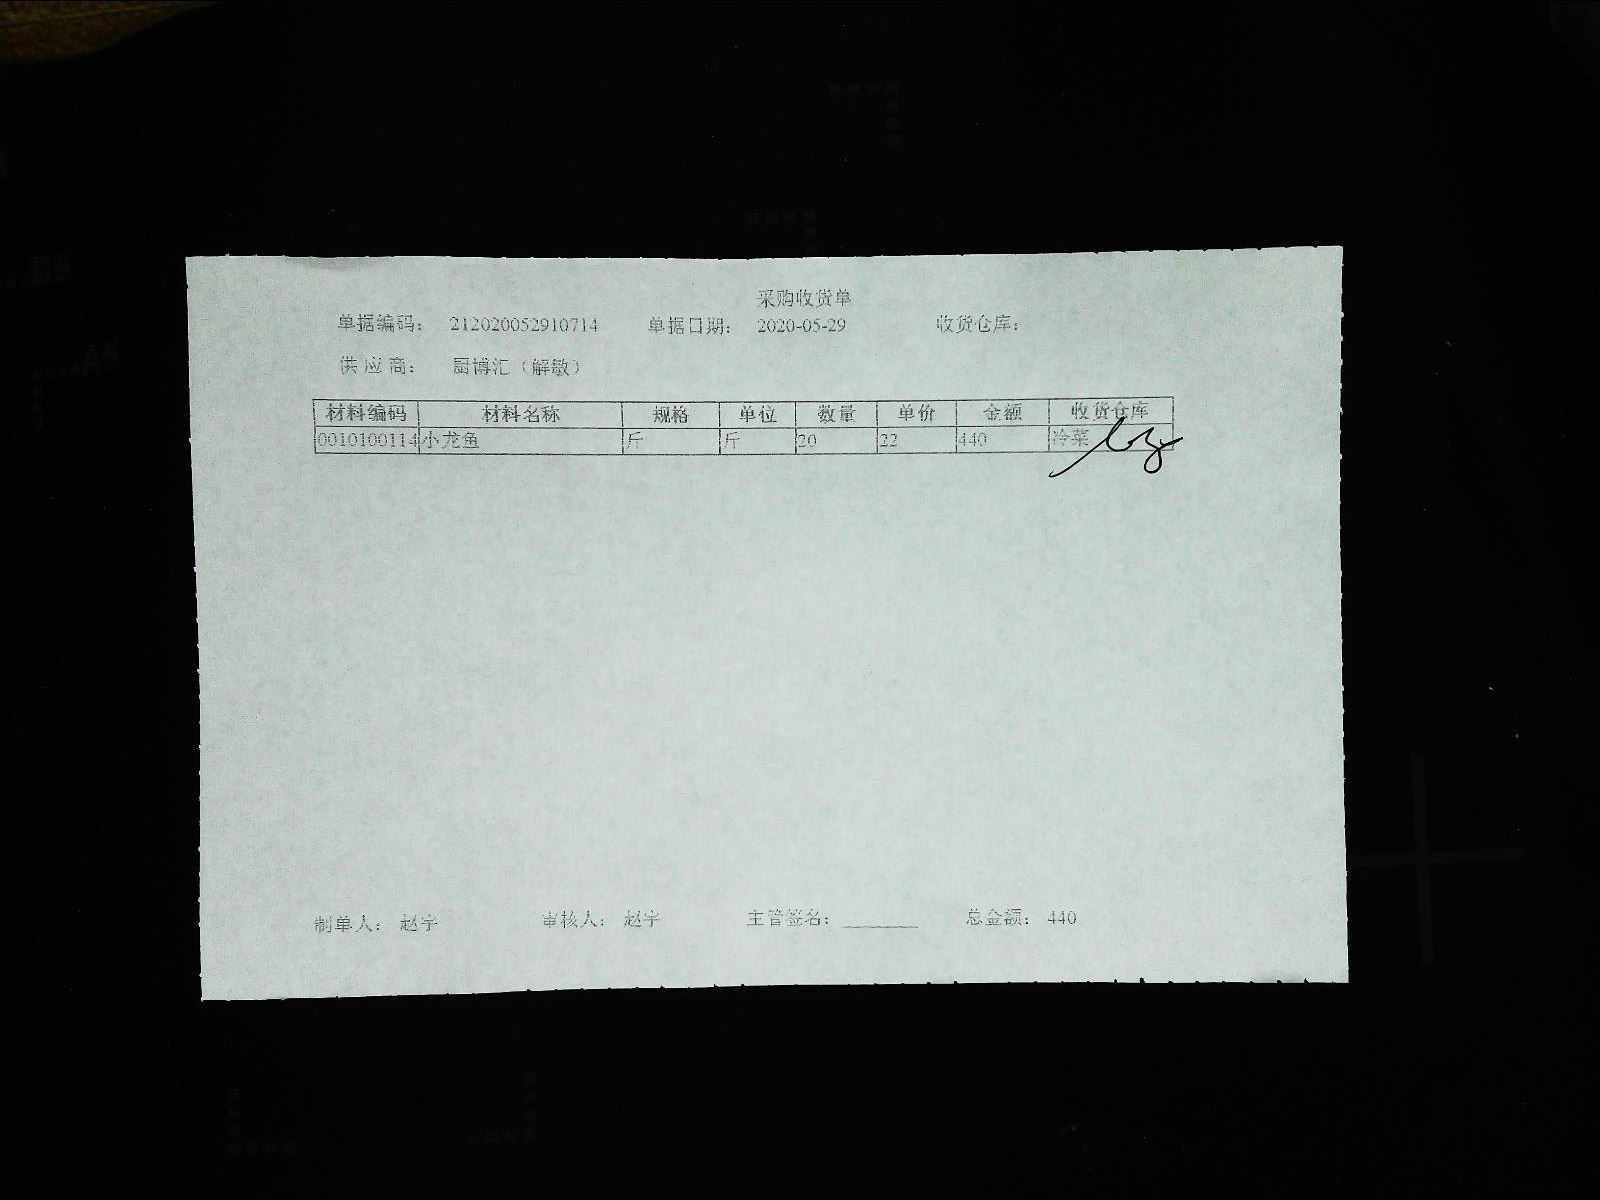 采购收货单
单据编码： 212020052910714 单据日期： 2020-05-29 收货仓库：
供应商： 厨博汇（解敏）
材料编码 材料名称 规格 单位 数量 单价 金额 收货仓库
0010100114 小龙鱼 斤 斤 20 22 440 冷菜
制单人： 赵宇 审核人： 赵宇 主管签名： 总金额： 440